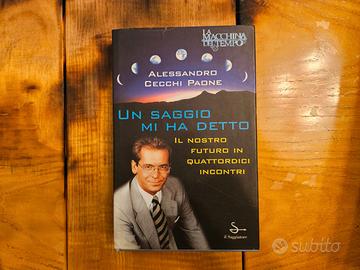 LA
MACCHINA
DEL TEMPO
ALESSANDRO
CECCHI PAONE
UN SAGGIO
MI HA DETTO
IL NOSTRO
FUTURO IN
QUATTORDICI
INCONTRI
il Saggiatore
subito